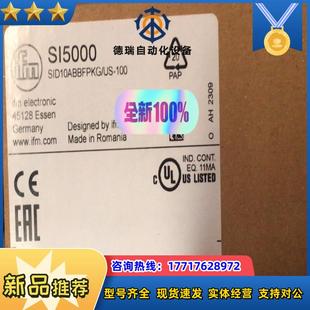 ifm
SI5000
SID10ABBFPKG/US-100
德瑞自动化设备
20
PAP
ifm electronic
45128 Essen
Germany
www.ifm.com
Designed by ifm
Made in Romania
全新100%
O AH 2309
CE
EAC
C UL US LISTED
IND. CONT.
EQ. 11MA
新品推荐
咨询热线：17717628972
型号齐全 现货速发 实体经营 支持对公